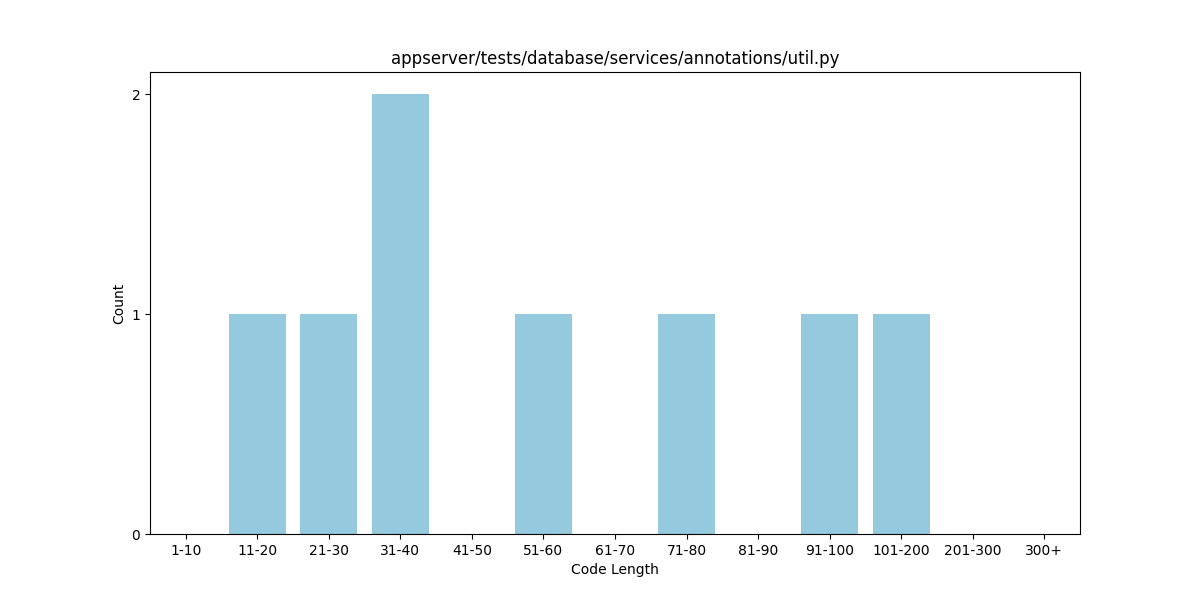 appserver/tests/database/services/annotations/util.py
2
1
0
Count
1-10 11-20 21-30 31-40 41-50 51-60 61-70 71-80 81-90 91-100 101-200 201-300 300+
Code Length